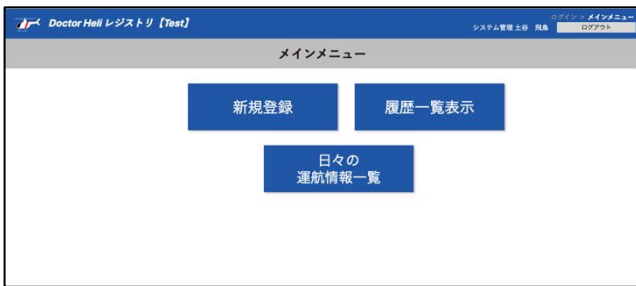 Doctor Heli レジストリ【Test】
ログイン > メインメニュー
システム管理 土谷 飛鳥
ログアウト
メインメニュー
新規登録
履歴一覧表示
日々の
運航情報一覧